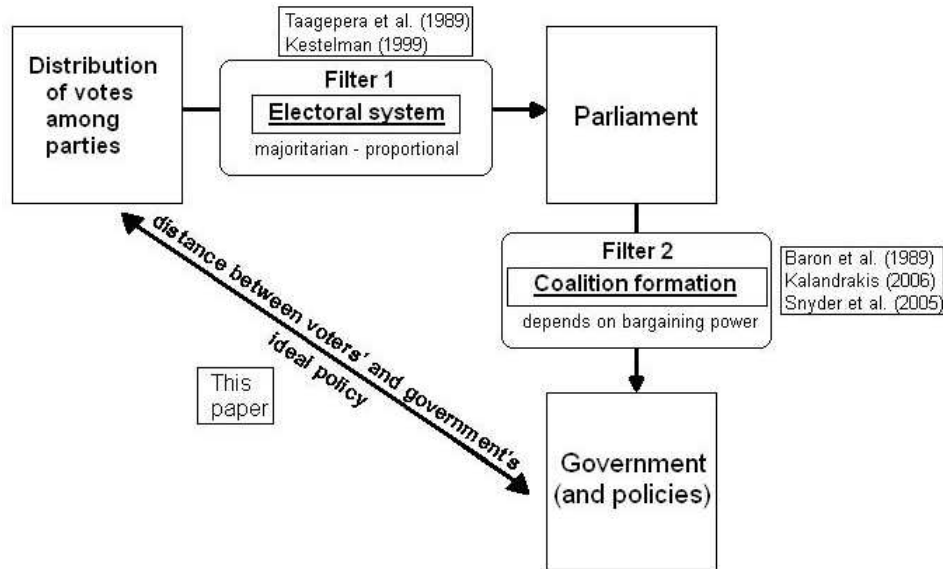 Taagepera et al. (1989)
Kestelman (1999)
Distribution
of votes
among
parties
Filter 1
Electoral system
majoritarian - proportional
Parliament
Filter 2
Coalition formation
depends on bargaining power
Baron et al. (1989)
Kalandrakis (2006)
Snyder et al. (2005)
distance between voters' and government's
ideal policy
This
paper
Government
(and policies)